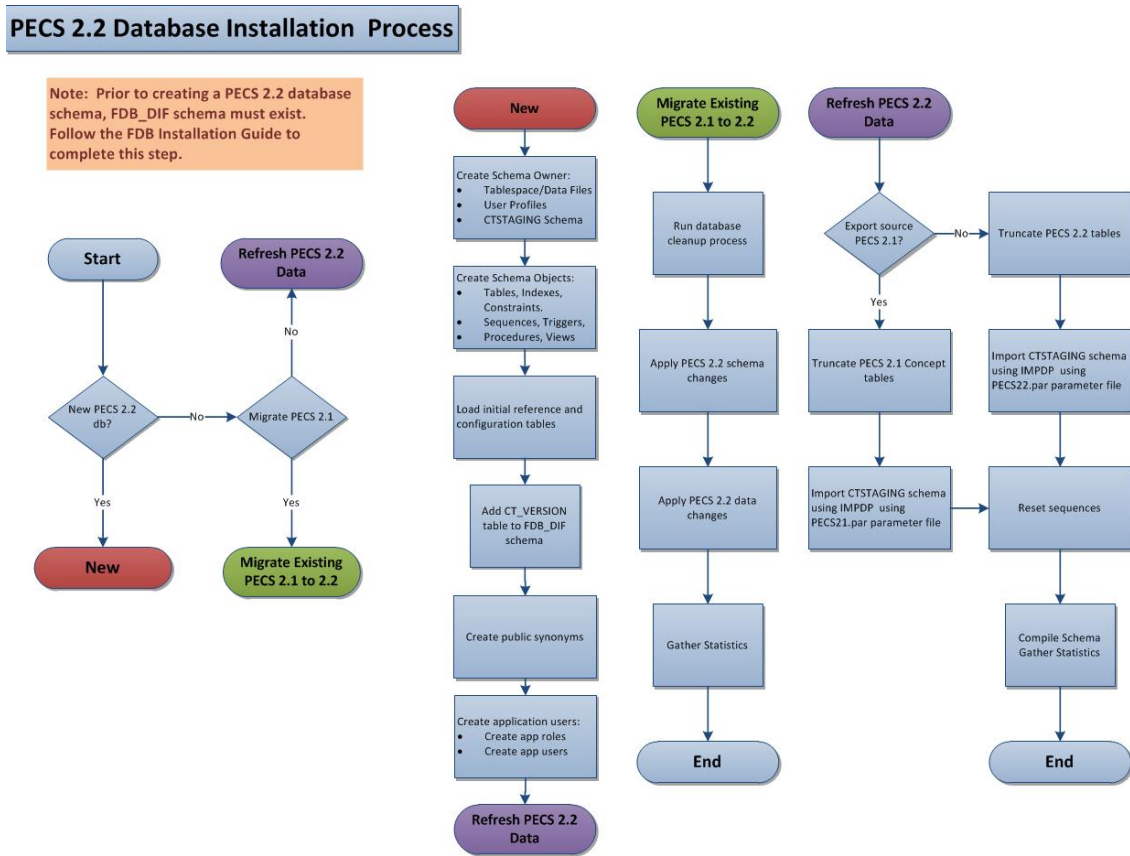 PECS 2.2 Database Installation  Process
Note:  Prior to creating a PECS 2.2 database
schema, FDB_DIF schema must exist.
Follow the FDB Installation Guide to
complete this step.
Start
New PECS 2.2
db?
No
Yes
New
Refresh PECS 2.2
Data
No
Migrate PECS 2.1
Yes
Migrate Existing
PECS 2.1 to 2.2
New
Create Schema Owner:
• Tablespace/Data Files
• User Profiles
• CTSTAGING Schema
Create Schema Objects:
• Tables, Indexes,
Constraints.
• Sequences, Triggers,
• Procedures, Views
Load initial reference and
configuration tables
Add CT_VERSION
table to FDB_DIF
schema
Create public synonyms
Create application users:
• Create app roles
• Create app users
Refresh PECS 2.2
Data
Migrate Existing
PECS 2.1 to 2.2
Run database
cleanup process
Apply PECS 2.2 schema
changes
Apply PECS 2.2 data
changes
Gather Statistics
End
Refresh PECS 2.2
Data
Export source
PECS 2.1?
No
Yes
Truncate PECS 2.1 Concept
tables
Import CTSTAGING schema
using IMPDP  using
PECS21.par parameter file
Truncate PECS 2.2 tables
Import CTSTAGING schema
using IMPDP  using
PECS22.par parameter file
Reset sequences
Compile Schema
Gather Statistics
End